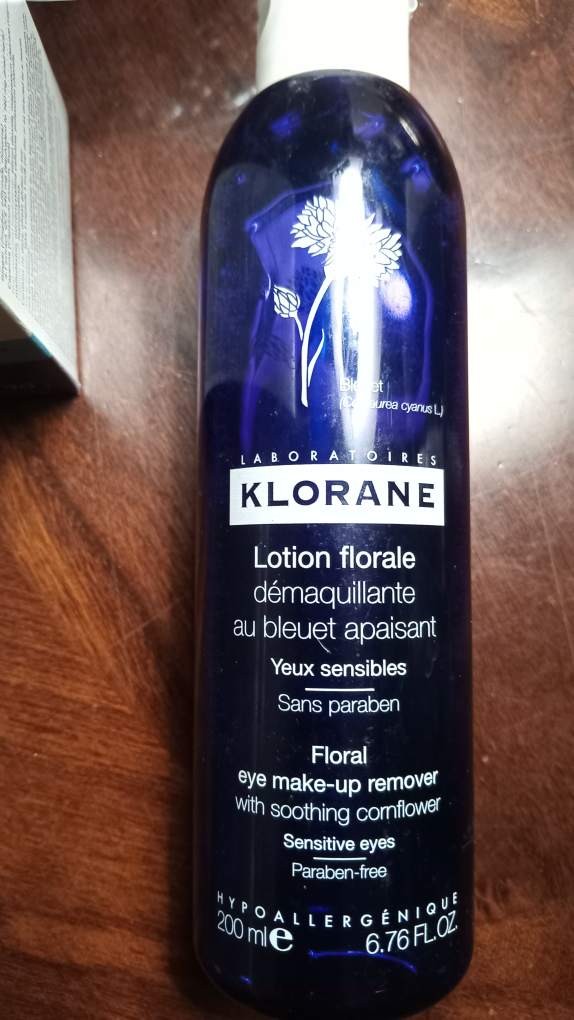 L)
LABORATOIRES
KLORANE
Lotion florale
démaquillante
au bleuet apaisant
Yeux sensibles
Sans paraben
Floral
eye make-up remover
with soothing cornflower
Sensitive eyes
Paraben-free
HYPOALLERGÉNIQUE
200 ml e 6.76 FL.OZ.